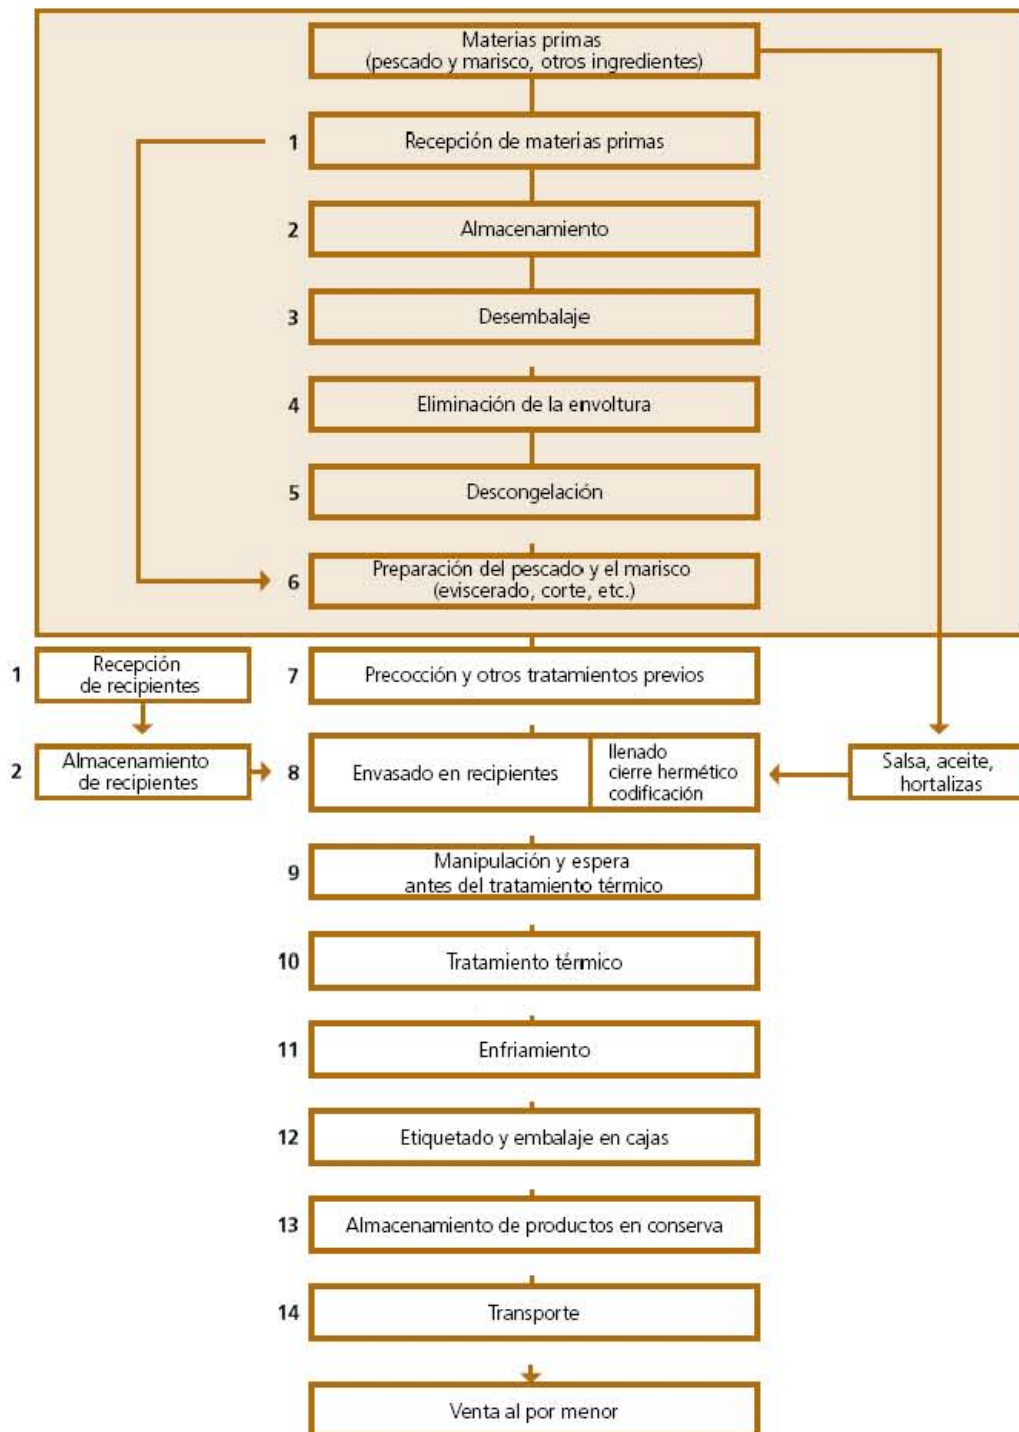 Materias primas
(pescado y marisco, otros ingredientes)
1
Recepción de materias primas
2
Almacenamiento
3
Desembalaje
4
Eliminación de la envoltura
5
Descongelación
6
Preparación del pescado y el marisco
(eviscerado, corte, etc.)
1
Recepción
de recipientes
7
Precocción y otros tratamientos previos
2
Almacenamiento
de recipientes
8
Envasado en recipientes
llenado
cierre hermético
codificación
Salsa, aceite,
hortalizas
9
Manipulación y espera
antes del tratamiento térmico
10
Tratamiento térmico
11
Enfriamiento
12
Etiquetado y embalaje en cajas
13
Almacenamiento de productos en conserva
14
Transporte
Venta al por menor